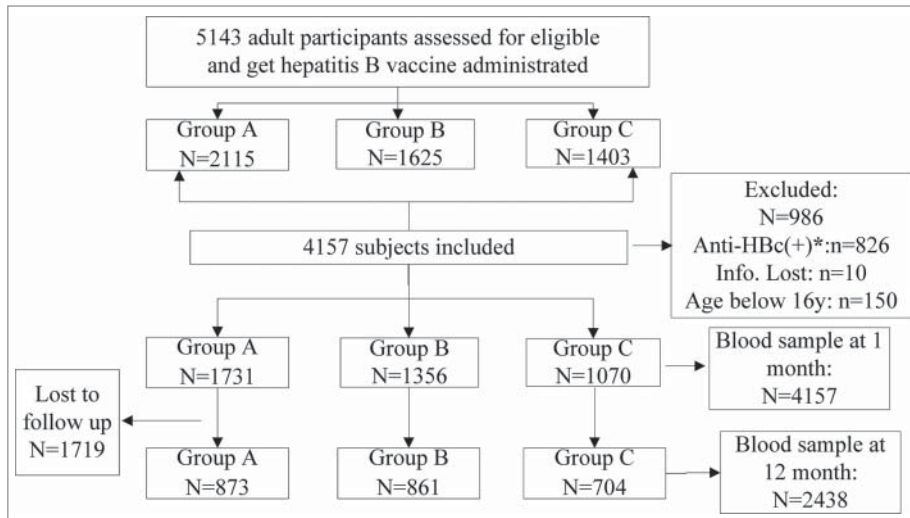 5143 adult participants assessed for eligible
and get hepatitis B vaccine administrated
Group A
N=2115
Group B
N=1625
Group C
N=1403
Excluded:
N=986
Anti-HBc(+)*:n=826
Info. Lost: n=10
Age below 16y: n=150
4157 subjects included
Group A
N=1731
Group B
N=1356
Group C
N=1070
Blood sample at 1
month:
N=4157
Lost to
follow up
N=1719
Group A
N=873
Group B
N=861
Group C
N=704
Blood sample at
12 month:
N=2438